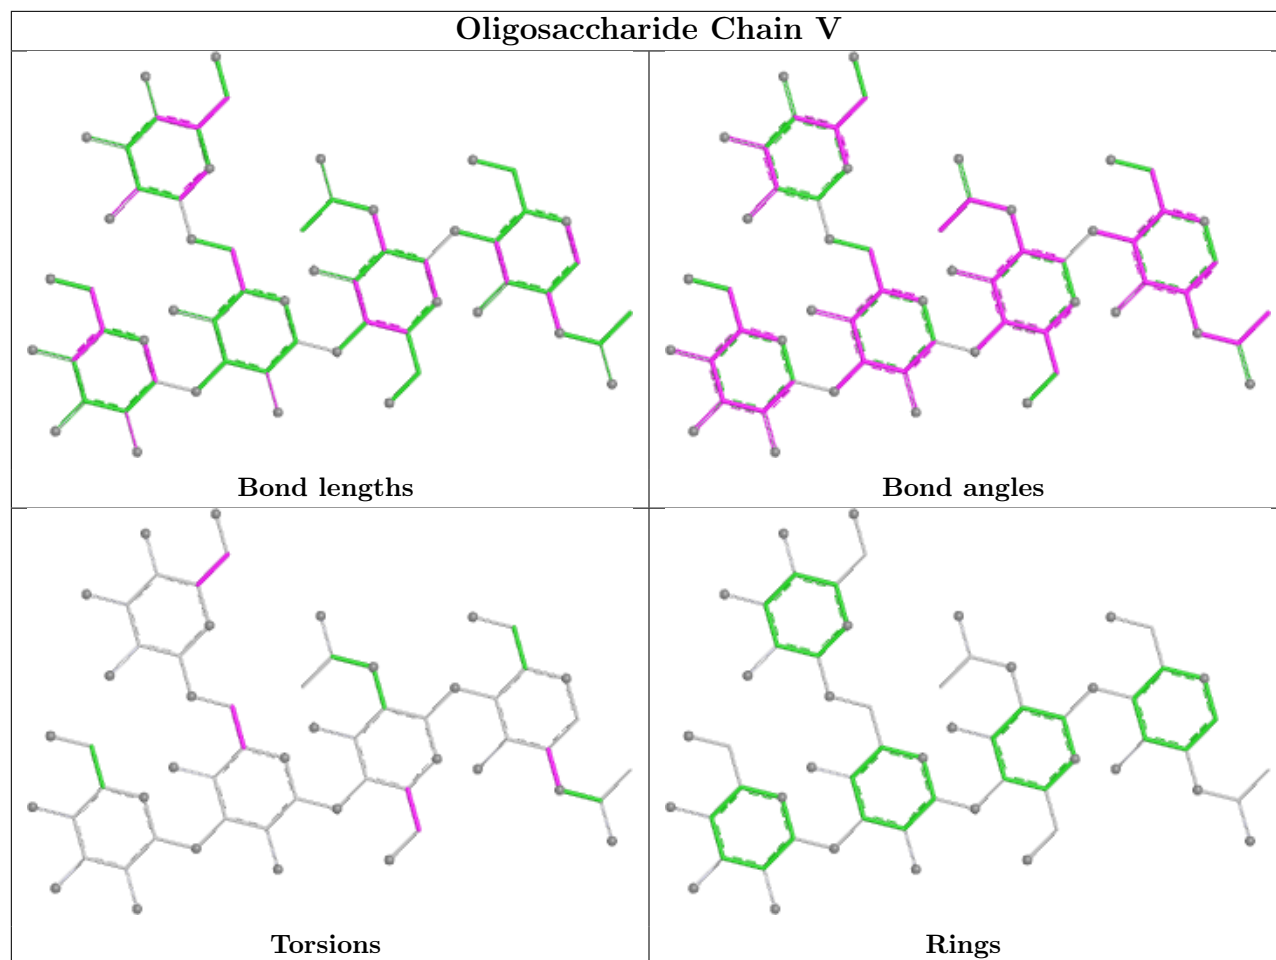 Oligosaccharide Chain V
Bond lengths
Bond angles
Torsions
Rings